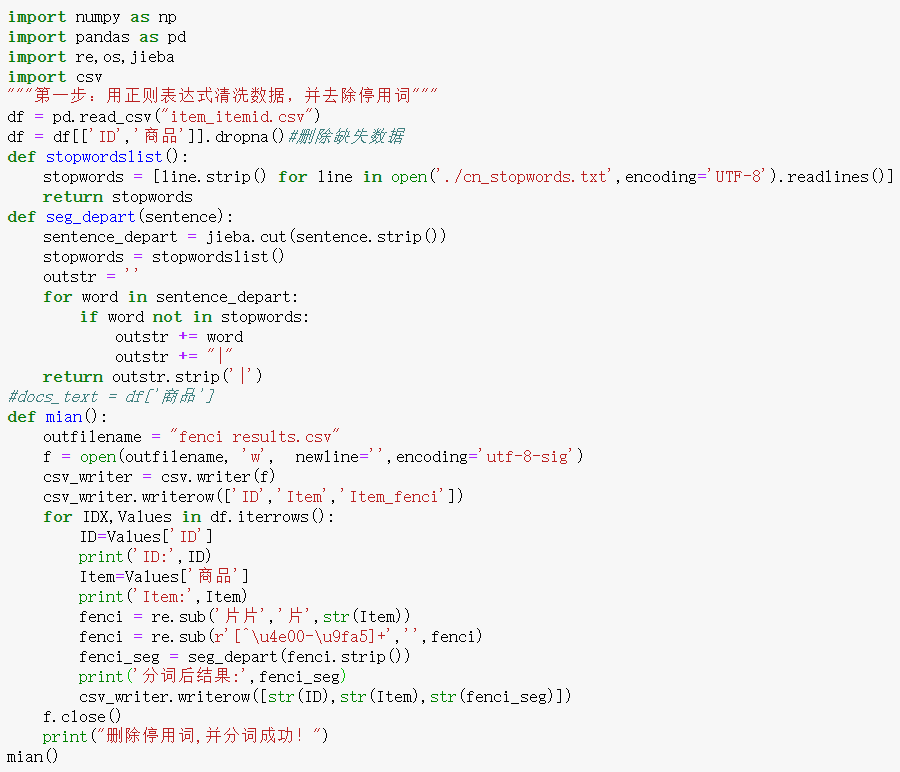 import numpy as np
import pandas as pd
import re,os,jieba
import csv
"""第一步：用正则表达式清洗数据，并去除停用词"""
df = pd.read_csv("item_itemid.csv")
df = df[['ID','商品']].dropna()#删除缺失数据
def stopwordslist():
    stopwords = [line.strip() for line in open('./cn_stopwords.txt',encoding='UTF-8').readlines()]
    return stopwords
def seg_depart(sentence):
    sentence_depart = jieba.cut(sentence.strip())
    stopwords = stopwordslist()
    outstr = ''
    for word in sentence_depart:
        if word not in stopwords:
            outstr += word
            outstr += "|"
    return outstr.strip('|')
#docs_text = df['商品']
def mian():
    outfilename = "fenci results.csv"
    f = open(outfilename, 'w',  newline='',encoding='utf-8-sig')
    csv_writer = csv.writer(f)
    csv_writer.writerow(['ID','Item','Item_fenci'])
    for IDX,Values in df.iterrows():
        ID=Values['ID']
        print('ID:',ID)
        Item=Values['商品']
        print('Item:',Item)
        fenci = re.sub('片片','片',str(Item))
        fenci = re.sub(r'[^\u4e00-\u9fa5]+','',fenci)
        fenci_seg = seg_depart(fenci.strip())
        print('分词后结果:',fenci_seg)
        csv_writer.writerow([str(ID),str(Item),str(fenci_seg)])
    f.close()
    print("删除停用词,并分词成功！")
mian()